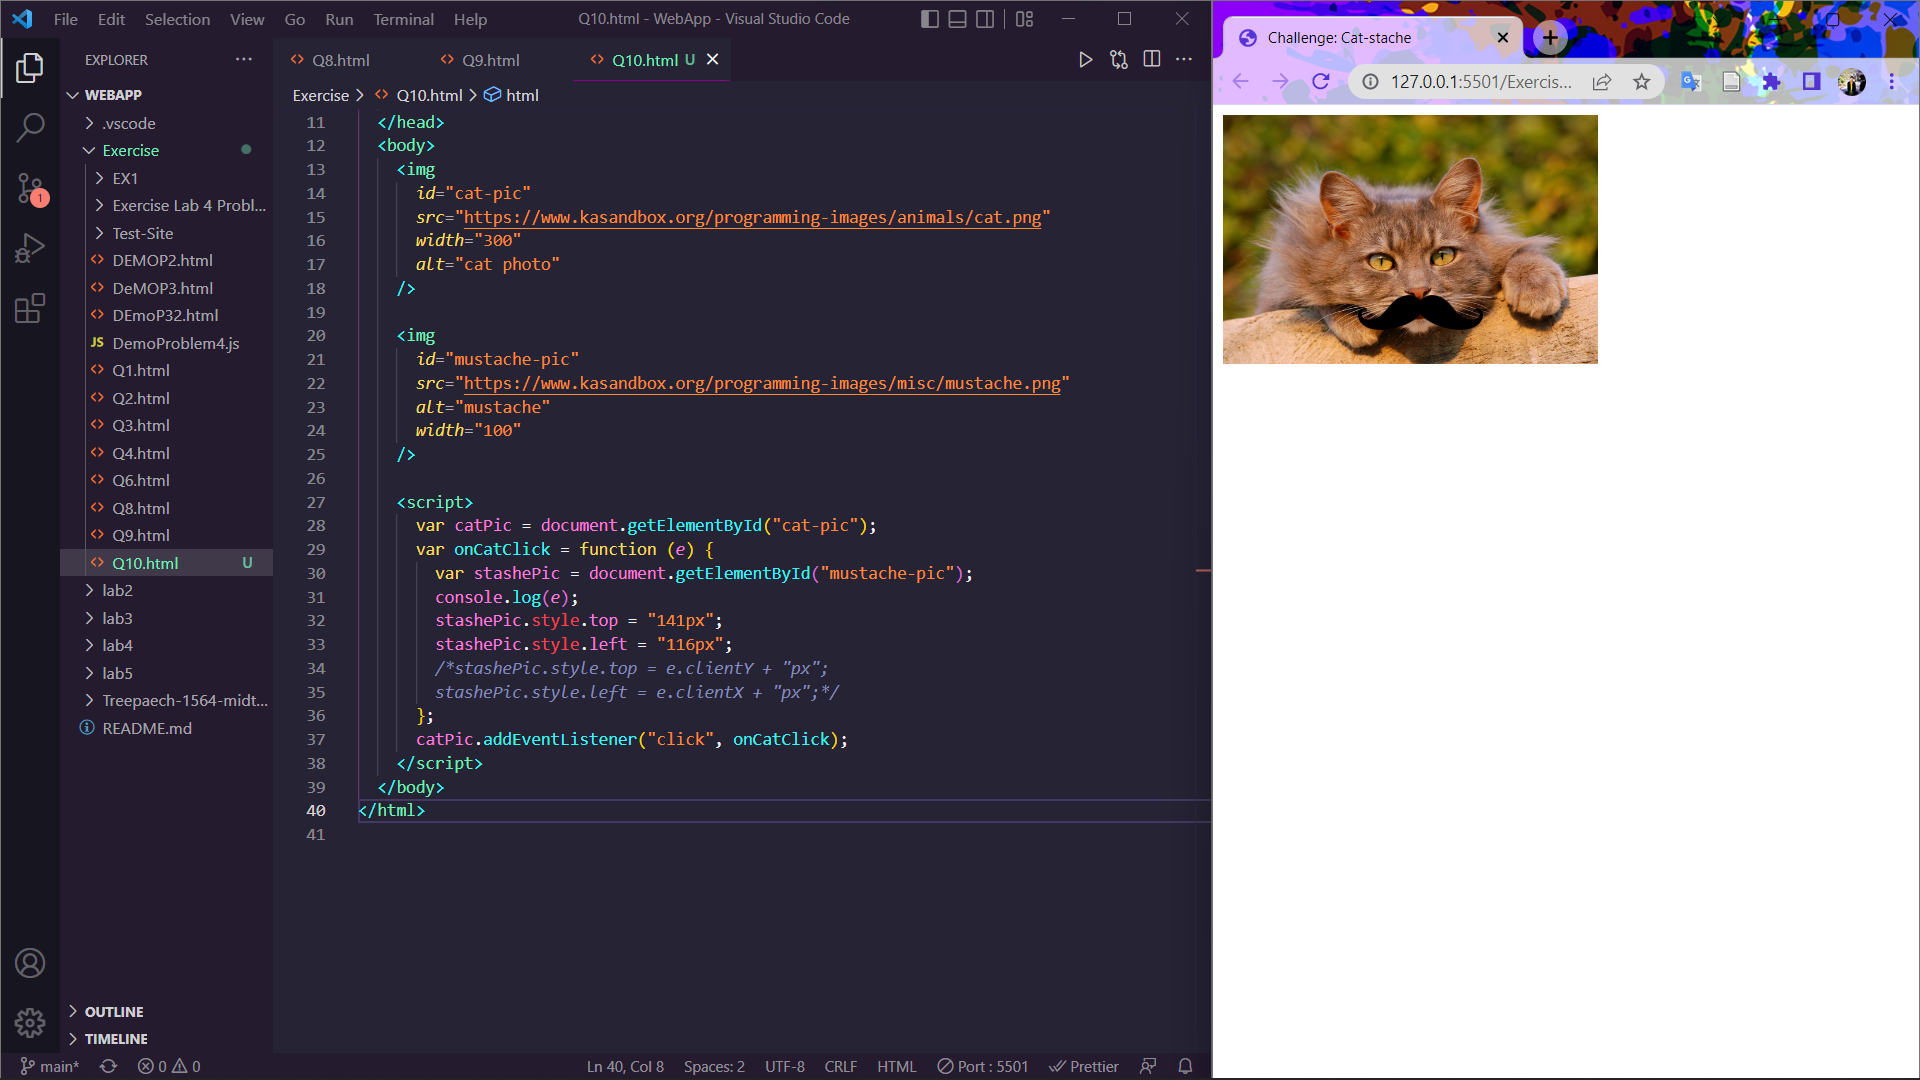 File Edit Selection View Go Run Terminal Help Q10.html - WebApp - Visual Studio Code
EXPLORER
WEBAPP
.vscode
Exercise
EX1
Exercise Lab 4 Probl...
Test-Site
DEMOP2.html
DeMOP3.html
DEmoP32.html
JS DemoProblem4.js
Q1.html
Q2.html
Q3.html
Q4.html
Q6.html
Q8.html
Q9.html
Q10.html U
lab2
lab3
lab4
lab5
Treepaech-1564-midt...
README.md
OUTLINE
TIMELINE
1
Q8.html Q9.html Q10.html U
Exercise > Q10.html > html
11 </head>
12 <body>
13 <img
14 id="cat-pic"
15 src="https://www.kasandbox.org/programming-images/animals/cat.png"
16 width="300"
17 alt="cat photo"
18 />
19
20 <img
21 id="mustache-pic"
22 src="https://www.kasandbox.org/programming-images/misc/mustache.png"
23 alt="mustache"
24 width="100"
25 />
26
27 <script>
28 var catPic = document.getElementById("cat-pic");
29 var onCatClick = function (e) {
30 var stashePic = document.getElementById("mustache-pic");
31 console.log(e);
32 stashePic.style.top = "141px";
33 stashePic.style.left = "116px";
34 /*stashePic.style.top = e.clientY + "px";
35 stashePic.style.left = e.clientX + "px";*/
36 };
37 catPic.addEventListener("click", onCatClick);
38 </script>
39 </body>
40 </html>
41
main* 0 0 Ln 40, Col 8 Spaces: 2 UTF-8 CRLF HTML Port : 5501 Prettier
Challenge: Cat-stache
127.0.0.1:5501/Exercis...